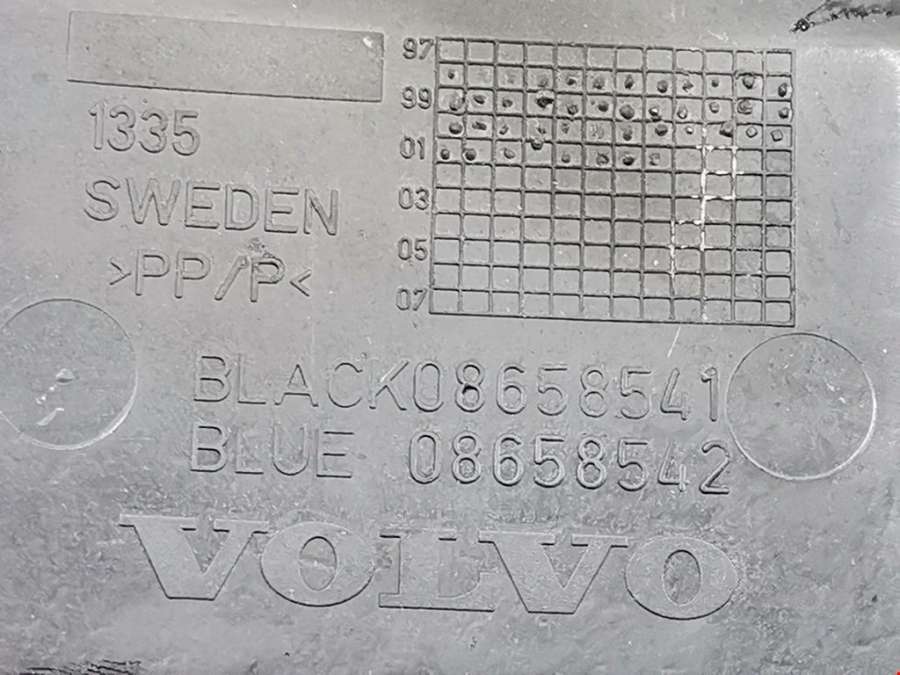 97
99
01
03
05
07
1335
SWEDEN
>PP/P<
BLACK08658541
BLUE 08658542
VOLVO